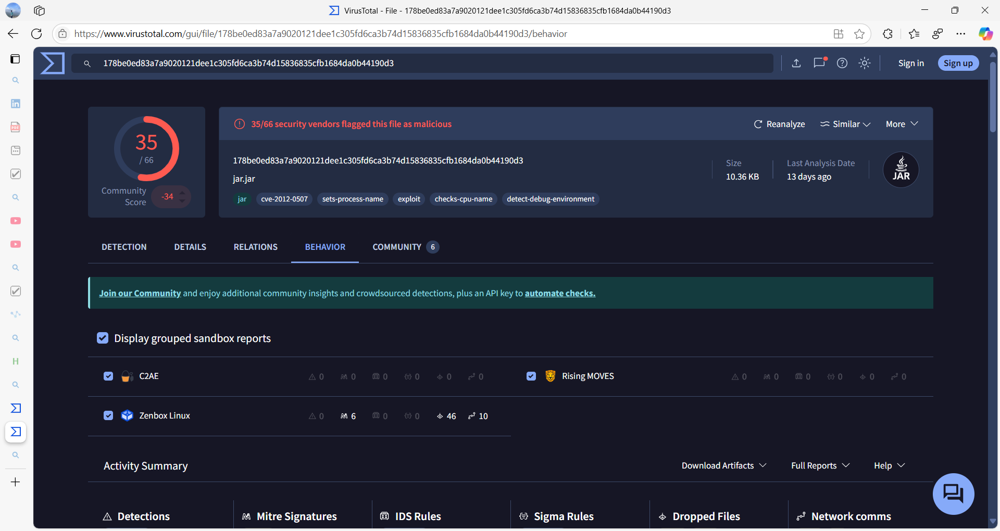 VirusTotal - File - 178be0ed83a7a9020121dee1c305fd6ca3b74d15836835cfb1684da0b44190d3
https://www.virustotal.com/gui/file/178be0ed83a7a9020121dee1c305fd6ca3b74d15836835cfb1684da0b44190d3/behavior
178be0ed83a7a9020121dee1c305fd6ca3b74d15836835cfb1684da0b44190d3
Sign in
Sign up
35
/ 66
Community Score
-34
35/66 security vendors flagged this file as malicious
Reanalyze
Similar
More
178be0ed83a7a9020121dee1c305fd6ca3b74d15836835cfb1684da0b44190d3
jar.jar
jar
cve-2012-0507
sets-process-name
exploit
checks-cpu-name
detect-debug-environment
Size
10.36 KB
Last Analysis Date
13 days ago
JAR
DETECTION
DETAILS
RELATIONS
BEHAVIOR
COMMUNITY 6
Join our Community and enjoy additional community insights and crowdsourced detections, plus an API key to automate checks.
Display grouped sandbox reports
C2AE 0 0 0 0 0 0
Rising MOVES 0 0 0 0 0 0
Zenbox Linux 0 6 0 0 46 10
Activity Summary
Download Artifacts
Full Reports
Help
Detections
Mitre Signatures
IDS Rules
Sigma Rules
Dropped Files
Network comms
in
PDF
H